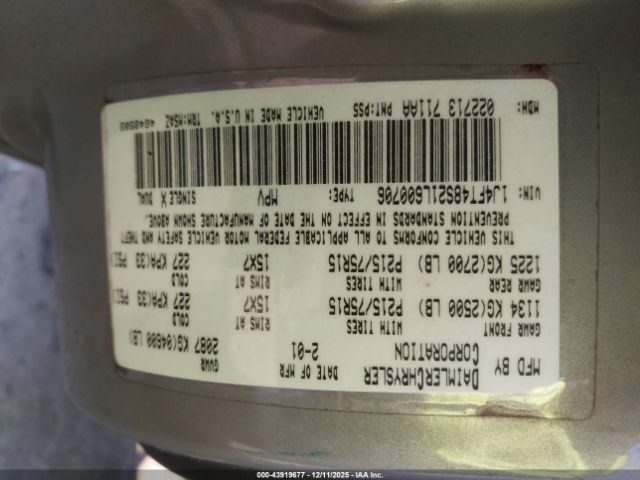 MFD BY DAIMLERCHRYSLER CORPORATION
DATE OF MFR 2-01
GVWR 2087 KG(04600 LB)
GAWR FRONT 1134 KG(2500 LB)
WITH TIRES P215/75R15
RIMS AT 15X7
COLD 227 KPA(33 PSI)
GAWR REAR 1225 KG(2700 LB)
WITH TIRES P215/75R15
RIMS AT 15X7
COLD 227 KPA(33 PSI)
THIS VEHICLE CONFORMS TO ALL APPLICABLE FEDERAL MOTOR VEHICLE SAFETY AND THEFT
PREVENTION STANDARDS IN EFFECT ON THE DATE OF MANUFACTURE SHOWN ABOVE.
VIN: 1J4FT48S21L600706 TYPE: MPV SINGLE X DUAL
MDH: 022713 711AA PNT:PSS VEHICLE MADE IN U.S.A. TRM:MSAZ 4648503
000-43919677 - 12/11/2025 - IAA Inc.